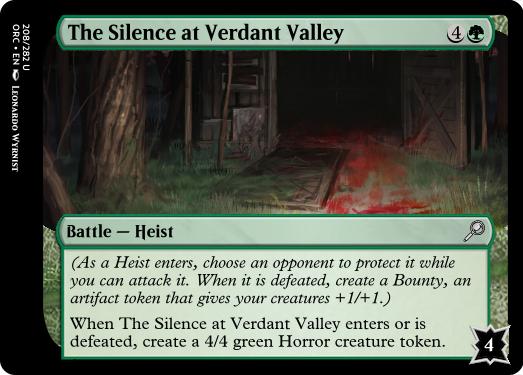 The Silence at Verdant Valley 4
Battle — Heist
(As a Heist enters, choose an opponent to protect it while
you can attack it. When it is defeated, create a Bounty, an
artifact token that gives your creatures +1/+1.)
When The Silence at Verdant Valley enters or is
defeated, create a 4/4 green Horror creature token.
4
208/282 U
ORC • EN Leonardo Wyrnist